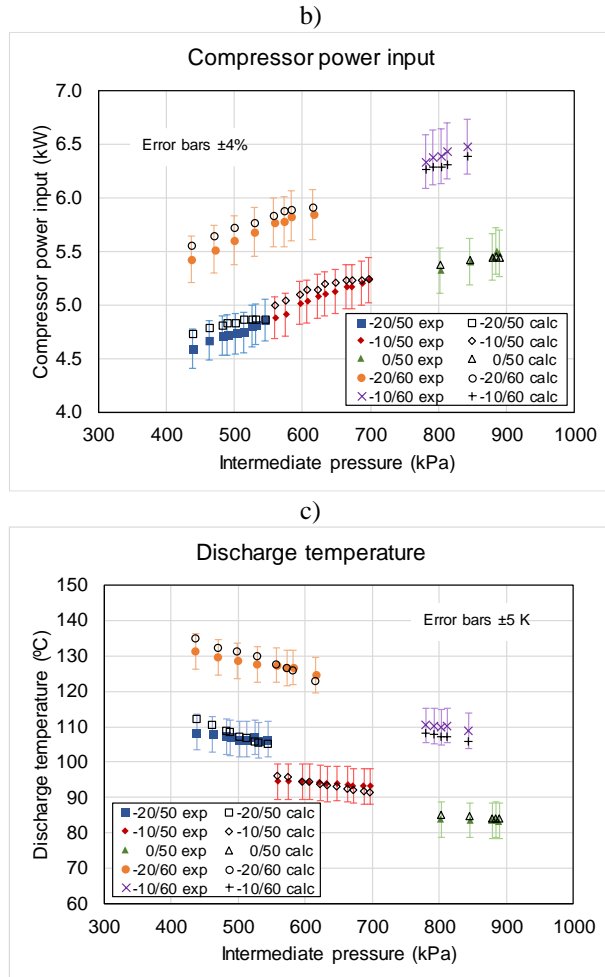 b)
Compressor power input
7.0
6.5
6.0
5.5
5.0
4.5
4.0
Compressor power input (kW)
Error bars ±4%
-20/50 exp -20/50 calc
-10/50 exp -10/50 calc
0/50 exp 0/50 calc
-20/60 exp -20/60 calc
-10/60 exp -10/60 calc
300 400 500 600 700 800 900 1000
Intermediate pressure (kPa)
c)
Discharge temperature
150
140
130
120
110
100
90
80
70
60
Discharge temperature (ºC)
Error bars ±5 K
-20/50 exp -20/50 calc
-10/50 exp -10/50 calc
0/50 exp 0/50 calc
-20/60 exp -20/60 calc
-10/60 exp -10/60 calc
300 400 500 600 700 800 900 1000
Intermediate pressure (kPa)